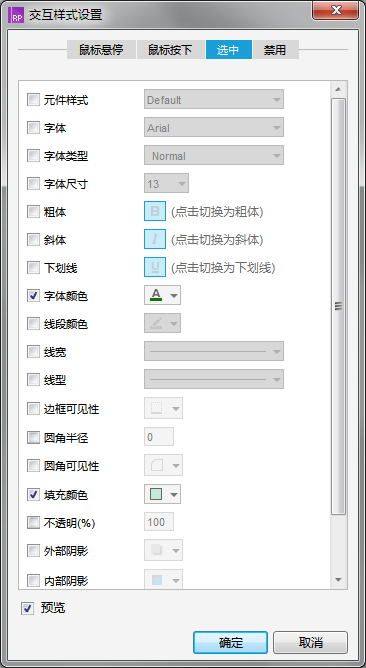 RP 交互样式设置
鼠标悬停 鼠标按下 选中 禁用
元件样式 Default
字体 Arial
字体类型 Normal
字体尺寸 13
粗体 B (点击切换为粗体)
斜体 I (点击切换为斜体)
下划线 U (点击切换为下划线)
字体颜色 A
线段颜色
线宽
线型
边框可见性
圆角半径 0
圆角可见性
填充颜色
不透明(%) 100
外部阴影
内部阴影
预览
确定 取消